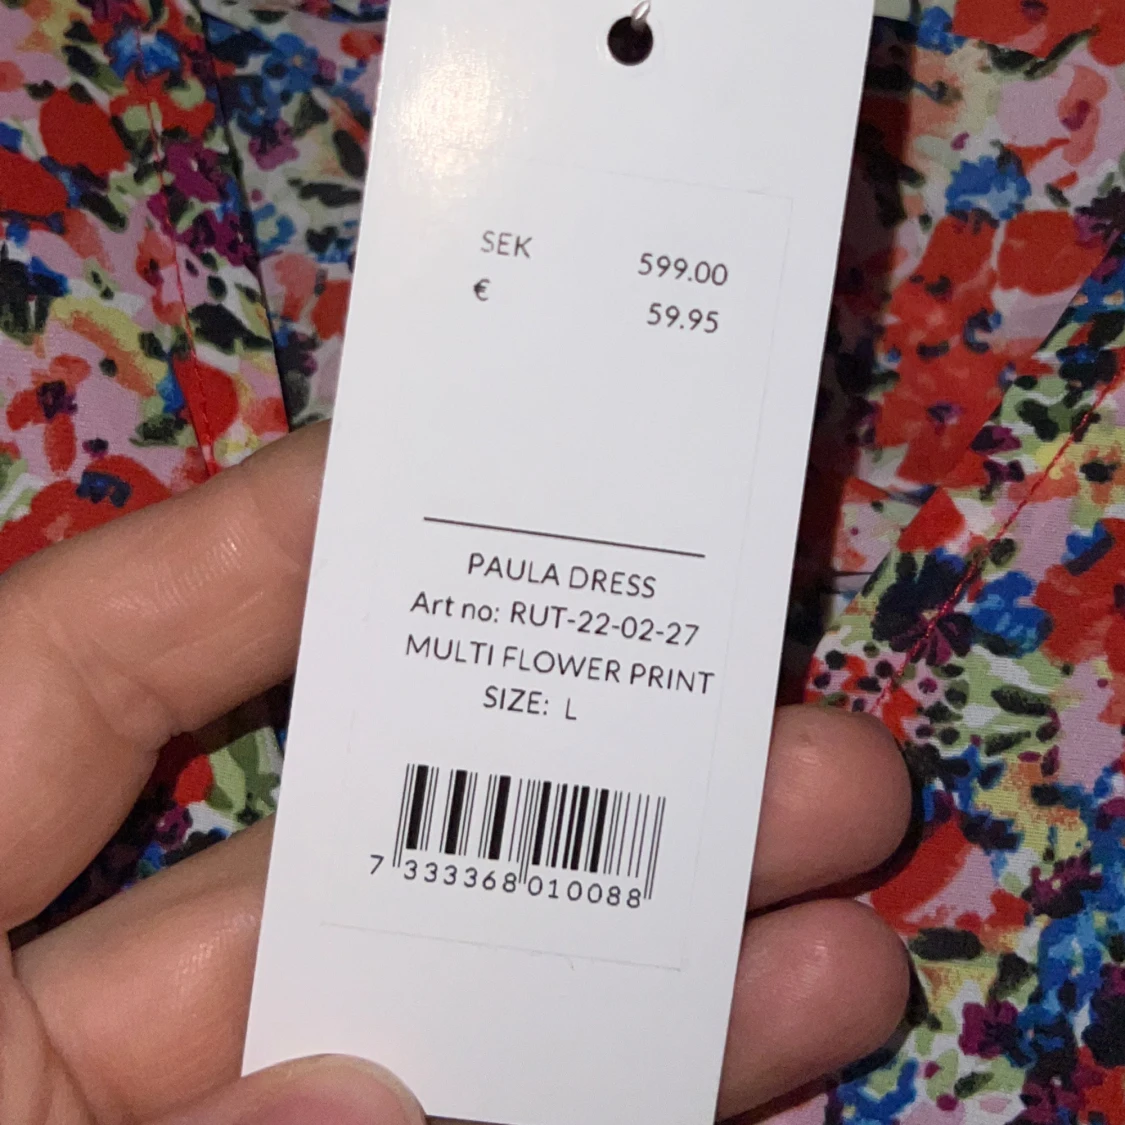 SEK 599.00
€ 59.95
PAULA DRESS
Art no: RUT-22-02-27
MULTI FLOWER PRINT
SIZE: L
7 333368 010088